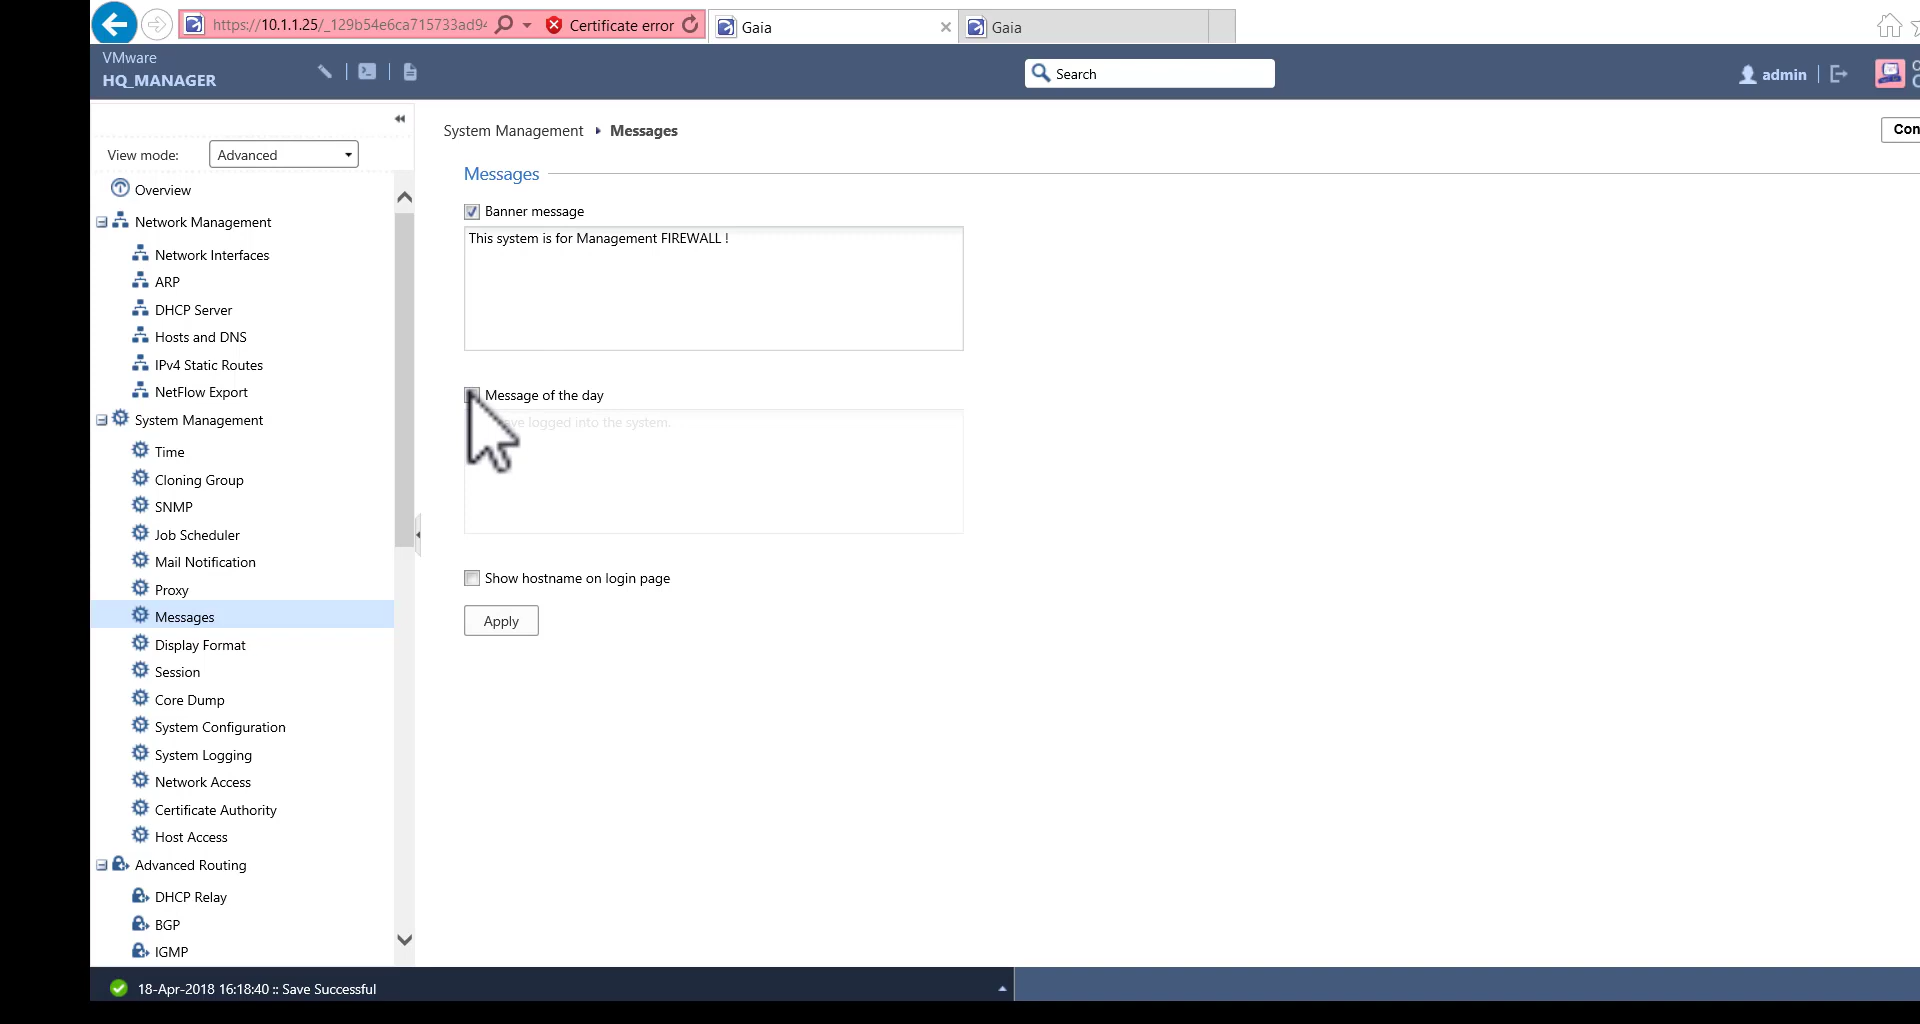 https://10.1.1.25/_129b54e6ca715733ad94
Certificate error
Gaia
Gaia
VMware
HQ_MANAGER
Search
admin
View mode:
Advanced
System Management
Messages
Con
Overview
Network Management
Network Interfaces
ARP
DHCP Server
Hosts and DNS
IPv4 Static Routes
NetFlow Export
System Management
Time
Cloning Group
SNMP
Job Scheduler
Mail Notification
Proxy
Messages
Display Format
Session
Core Dump
System Configuration
System Logging
Network Access
Certificate Authority
Host Access
Advanced Routing
DHCP Relay
BGP
IGMP
Messages
Banner message
This system is for Management FIREWALL !
Message of the day
logged into the system.
Show hostname on login page
Apply
18-Apr-2018 16:18:40 :: Save Successful